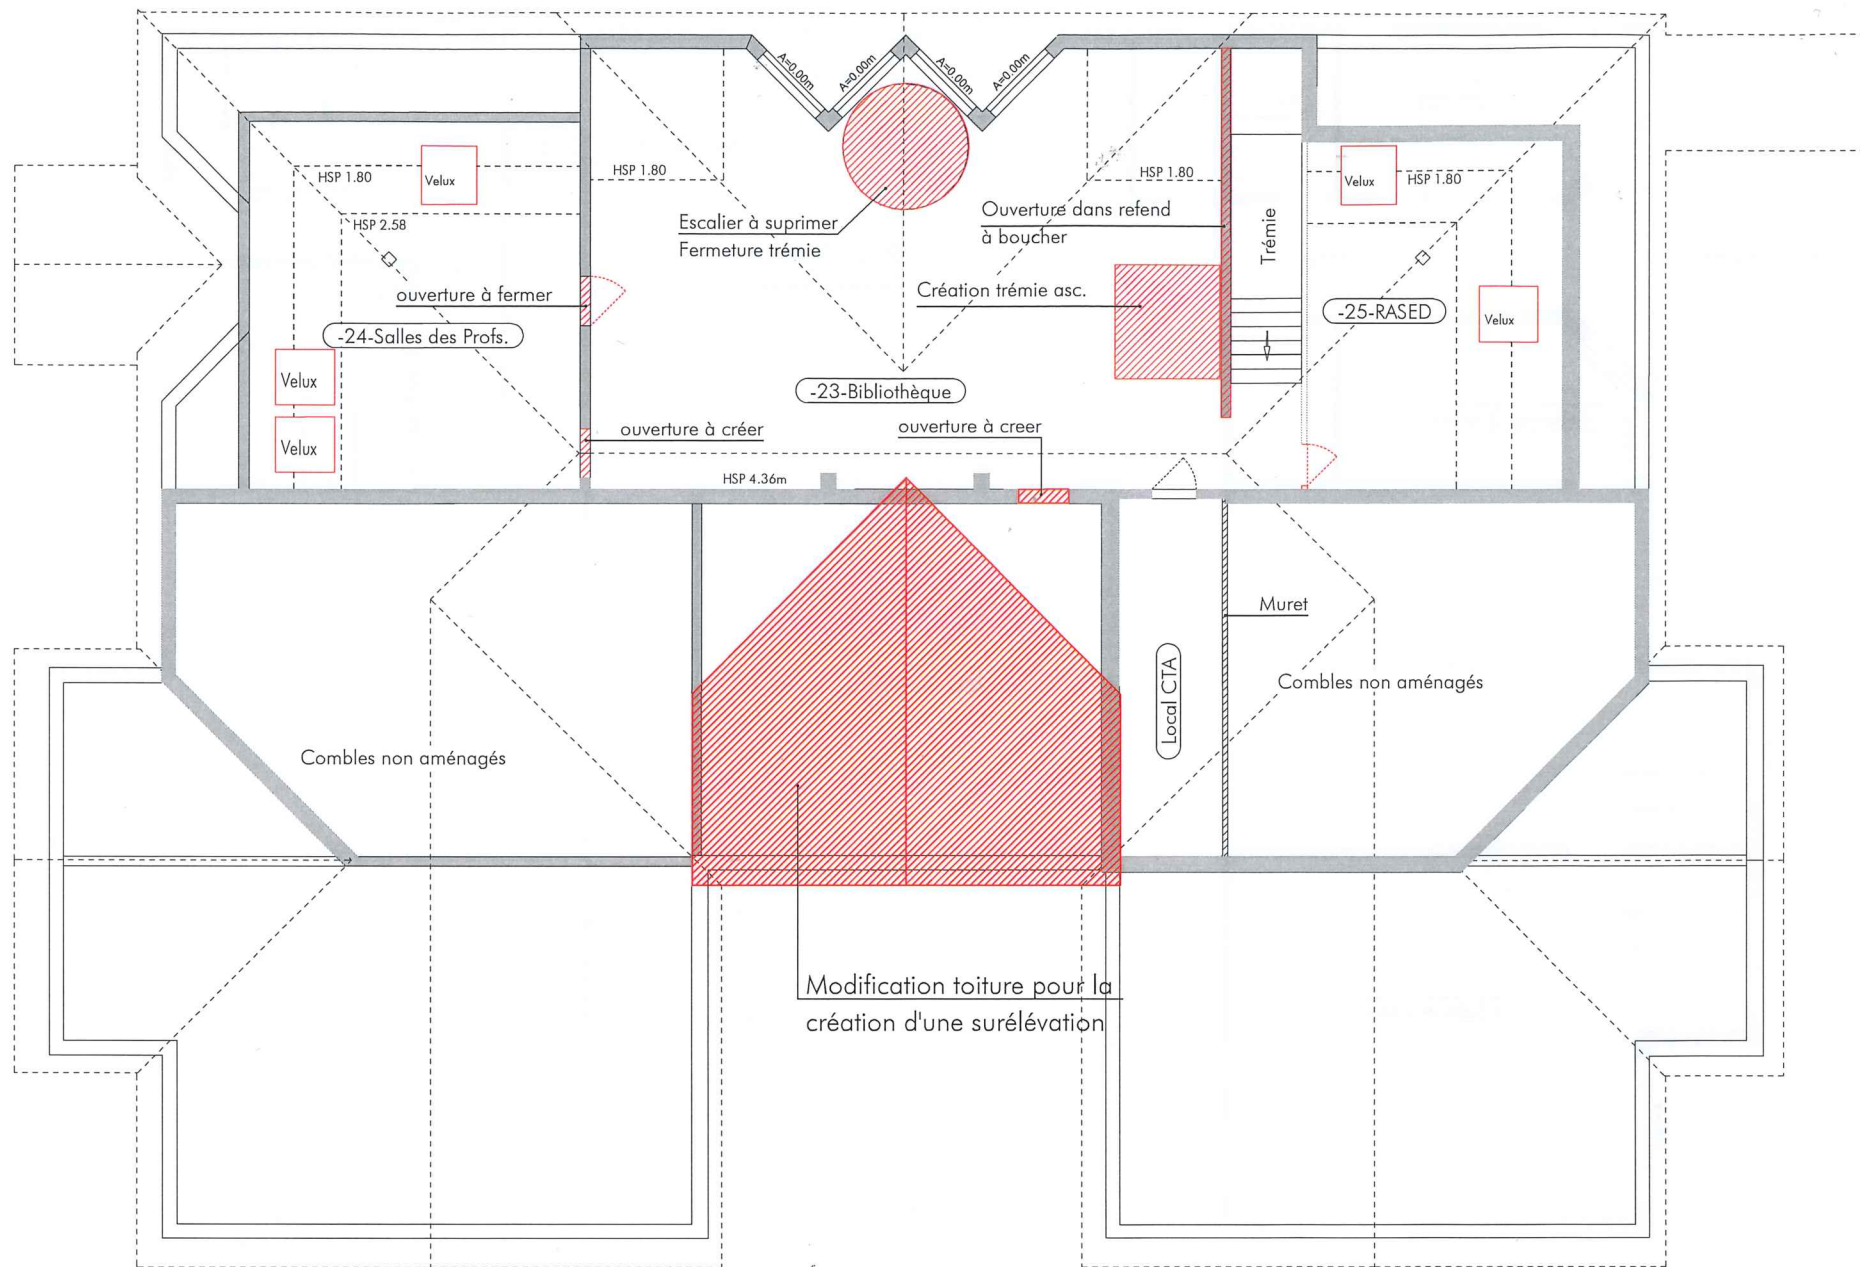 A=0.00m
A=0.00m
A=0.00m
A=0.00m
HSP 1.80
Velux
HSP 1.80
HSP 1.80
Velux
HSP 1.80
HSP 2.58
Escalier à suprimer
Fermeture trémie
Ouverture dans refend
à boucher
Trémie
ouverture à fermer
Création trémie asc.
-24-Salles des Profs.
-25-RASED
Velux
Velux
-23-Bibliothèque
Velux
ouverture à créer
ouverture à creer
HSP 4.36m
Muret
Local CTA
Combles non aménagés
Combles non aménagés
Modification toiture pour la
création d'une surélévation